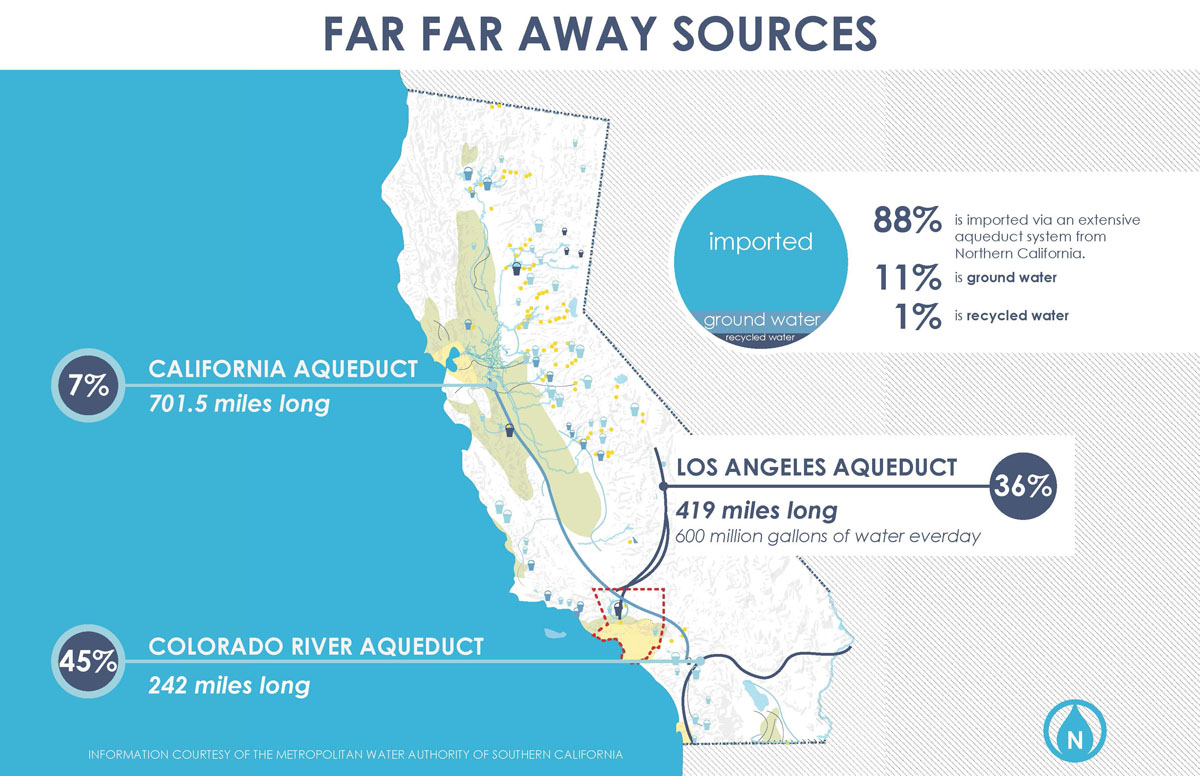 FAR FAR AWAY SOURCES
imported
ground water
recycled water
88%
is imported via an extensive
aqueduct system from
Northern California.
11%
is ground water
1%
is recycled water
7%
CALIFORNIA AQUEDUCT
701.5 miles long
LOS ANGELES AQUEDUCT
36%
419 miles long
600 million gallons of water everday
45%
COLORADO RIVER AQUEDUCT
242 miles long
N
INFORMATION COURTESY OF THE METROPOLITAN WATER AUTHORITY OF SOUTHERN CALIFORNIA